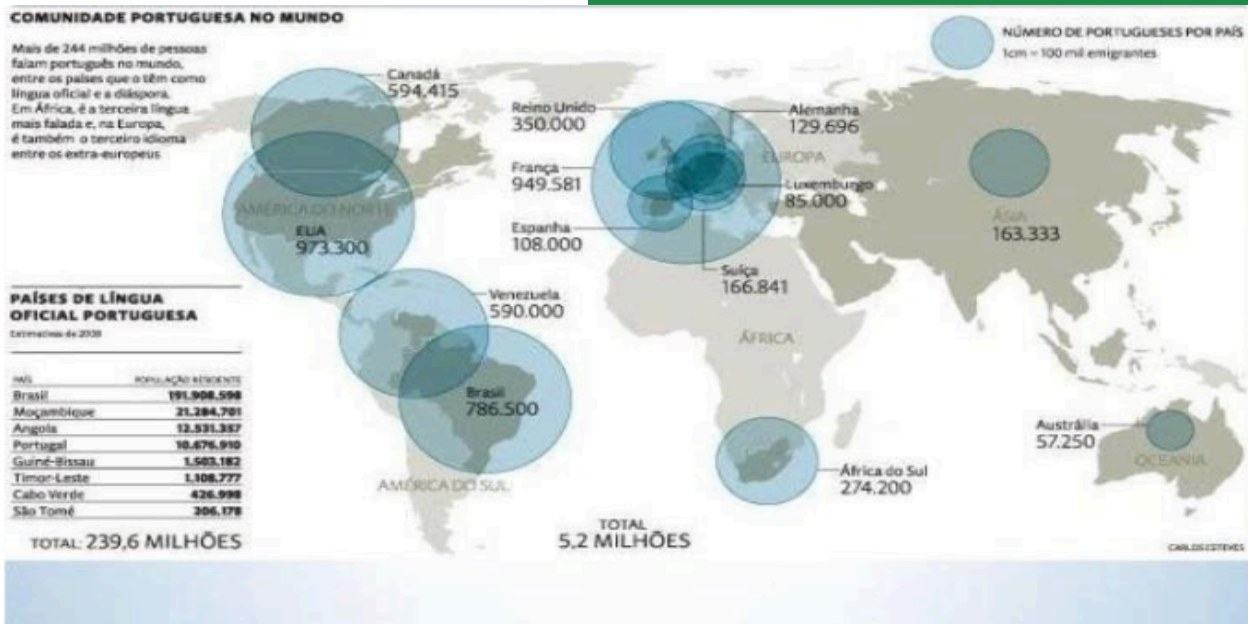 COMUNIDADE PORTUGUESA NO MUNDO
Mais de 244 milhões de pessoas
falam português no mundo,
entre os países que o têm como
língua oficial e a diáspora.
Em África, é a terceira língua
mais falada e, na Europa,
é também o terceiro idioma
entre os extra-europeus
NÚMERO DE PORTUGUESES POR PAÍS
1cm = 100 mil emigrantes
Canadá
594.415
AMÉRICA DO NORTE
EUA
973.300
Reino Unido
350.000
França
949.581
Espanha
108.000
Alemanha
129.696
EUROPA
Luxemburgo
85.000
Suíça
166.841
ÁSIA
163.333
Venezuela
590.000
Brasil
786.500
AMÉRICA DO SUL
ÁFRICA
África do Sul
274.200
Austrália
57.250
OCEANIA
PAÍSES DE LÍNGUA
OFICIAL PORTUGUESA
Estimativas de 2008
PAÍS POPULAÇÃO RESIDENTE
Brasil 191.908.598
Moçambique 21.284.701
Angola 12.531.357
Portugal 10.676.910
Guiné-Bissau 1.503.182
Timor-Leste 1.108.777
Cabo Verde 426.998
São Tomé 206.178
TOTAL: 239,6 MILHÕES
TOTAL
5,2 MILHÕES
CARLOS ESTEVES